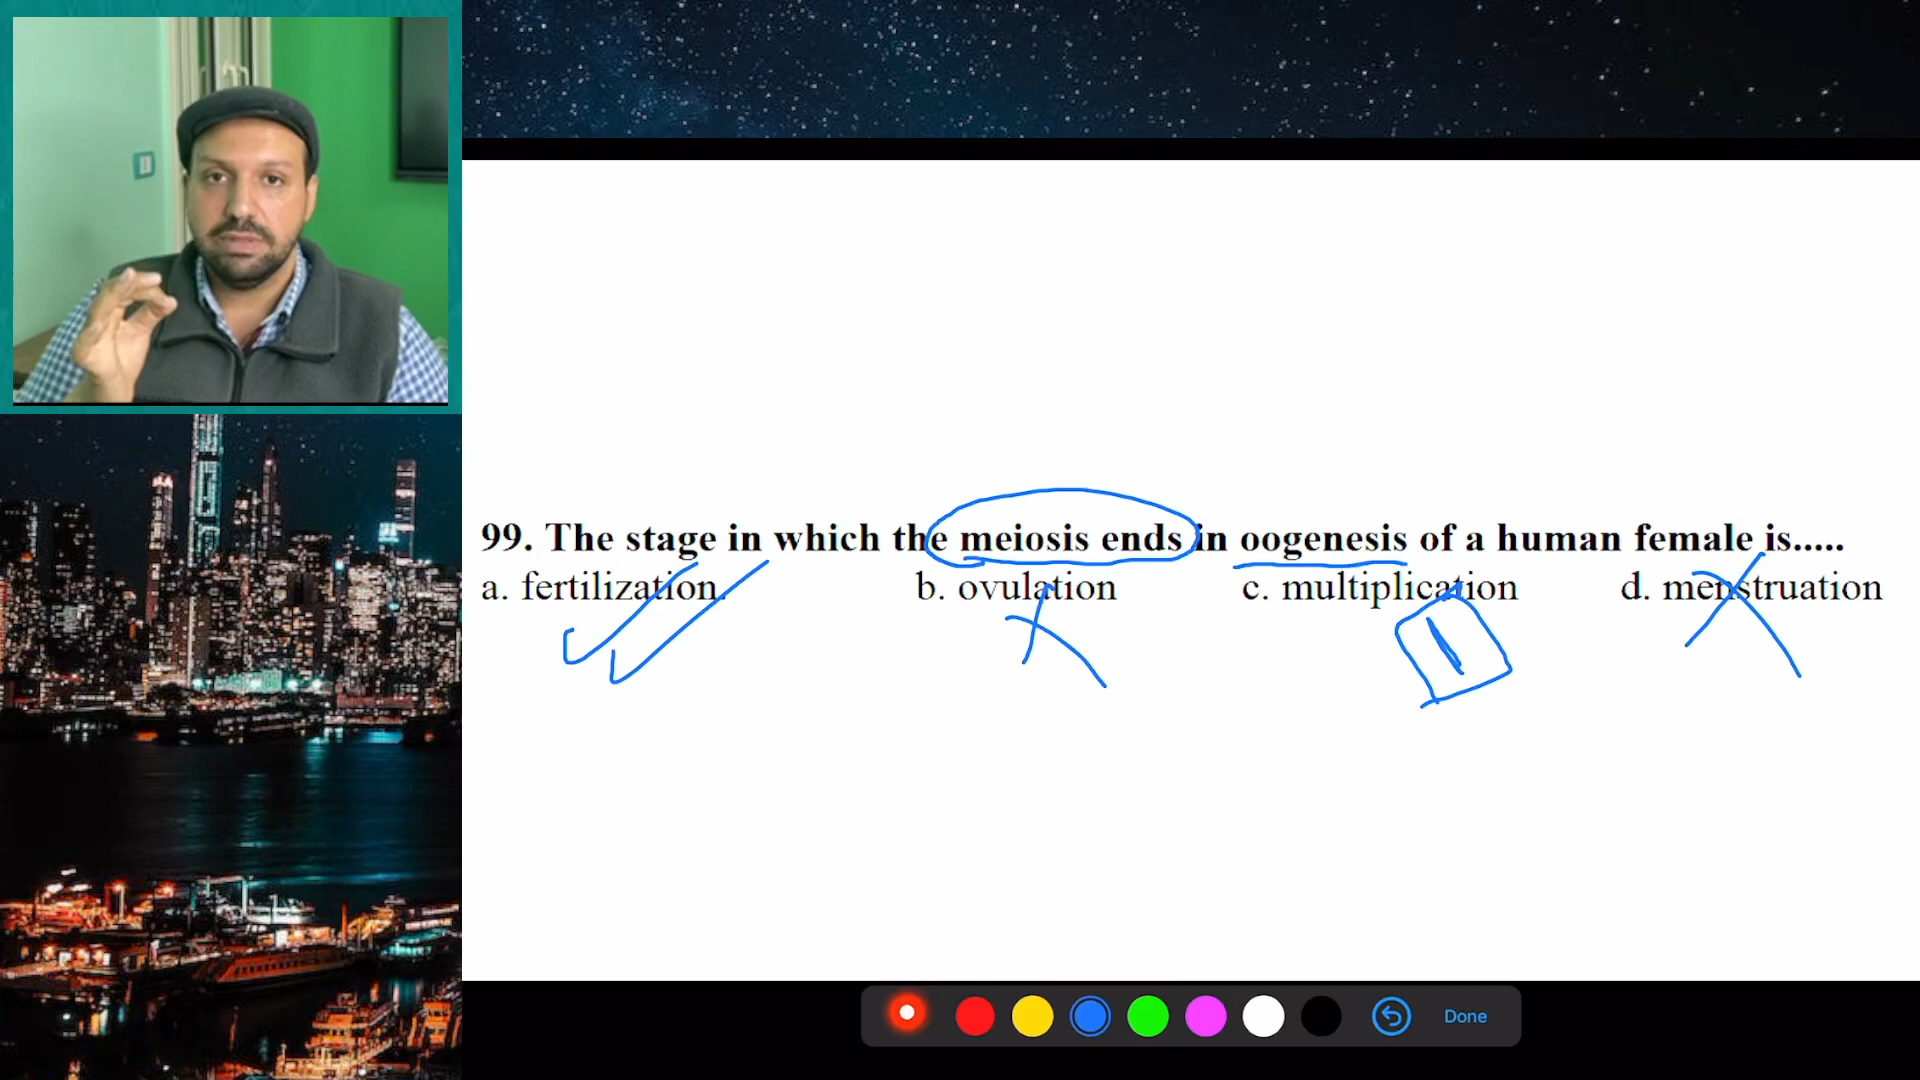 99. The stage in which the meiosis ends in oogenesis of a human female is.....
a. fertilization. b. ovulation c. multiplication d. menstruation
Done